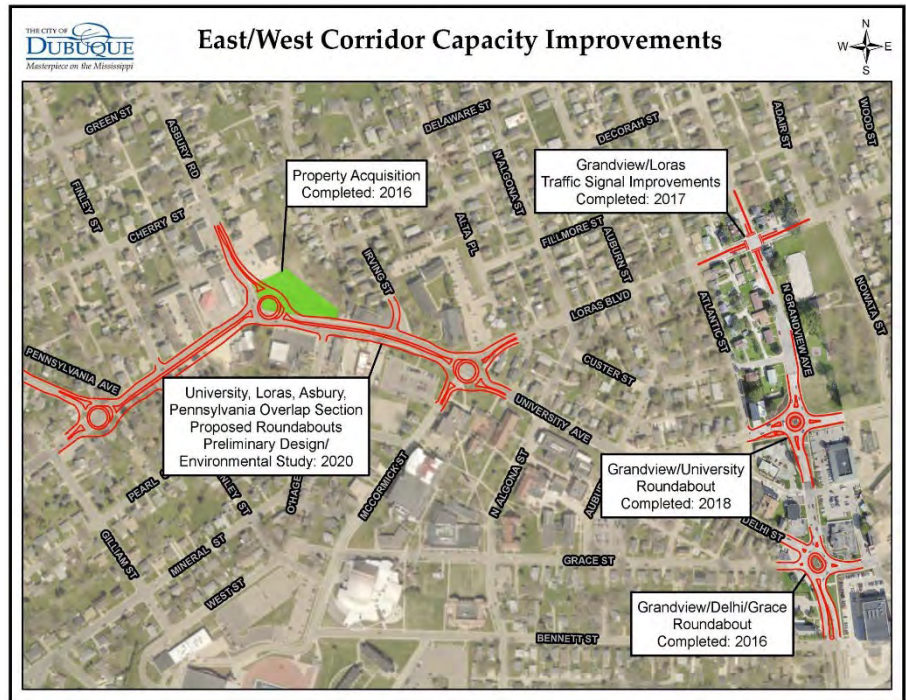 THE CITY OF
DUBUQUE
Masterpiece on the Mississippi
East/West Corridor Capacity Improvements
N
W E
S
GREEN ST
ASBURY RD
DELAWARE ST
DECORAH ST
ADAIR ST
WOOD ST
FINLEY ST
CHERRY ST
Property Acquisition
Completed: 2016
N ALGONA ST
ALTA PL
Grandview/Loras
Traffic Signal Improvements
Completed: 2017
FILLMORE ST
AUBURN ST
IRVING ST
LORAS BLVD
ATLANTIC ST
N GRANDVIEW AVE
NOWATA ST
PENNSYLVANIA AVE
University, Loras, Asbury,
Pennsylvania Overlap Section
Proposed Roundabouts
Preliminary Design/
Environmental Study: 2020
CUSTER ST
UNIVERSITY AVE
Grandview/University
Roundabout
Completed: 2018
PEARL
NLEY ST
O'HAGE
MCCORMICK ST
N ALGONA ST
AUBU
DELHI ST
GILLIAM ST
MINERAL ST
WEST ST
GRACE ST
Grandview/Delhi/Grace
Roundabout
Completed: 2016
BENNETT ST